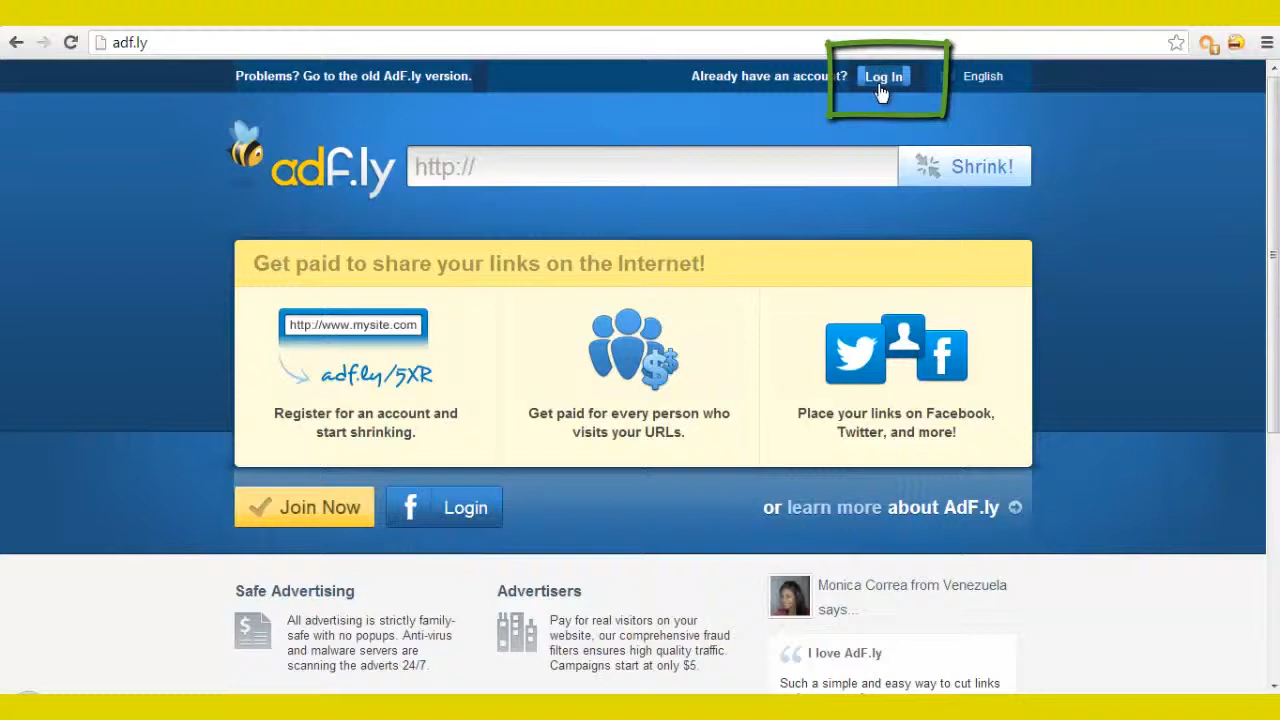 adf.ly
Problems? Go to the old AdF.ly version.
Already have an account?
Log In
English
adf.ly
http://
Shrink!
Get paid to share your links on the Internet!
http://www.mysite.com
adf.ly/5XR
Register for an account and
start shrinking.
Get paid for every person who
visits your URLs.
Place your links on Facebook,
Twitter, and more!
Join Now
f
Login
or learn more about AdF.ly
Safe Advertising
All advertising is strictly family-
safe with no popups. Anti-virus
and malware servers are
scanning the adverts 24/7.
Advertisers
Pay for real visitors on your
website, our comprehensive fraud
filters ensures high quality traffic.
Campaigns start at only $5.
Monica Correa from Venezuela
says...
I love AdF.ly
Such a simple and easy way to cut links